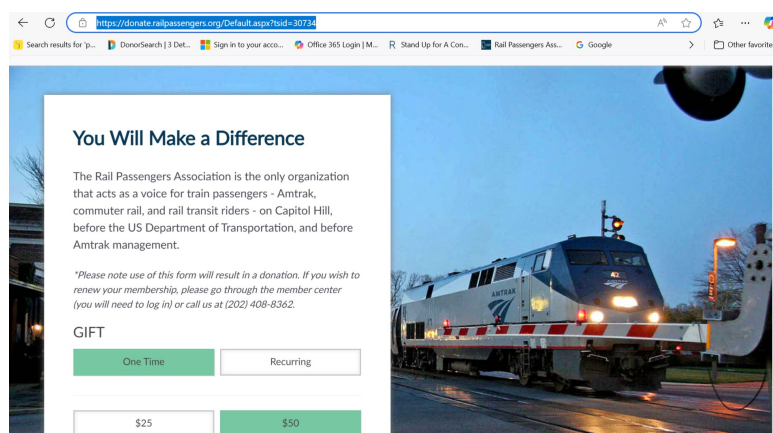 https://donate.railpassengers.org/Default.aspx?tsid=30734
Search results for 'p...
DonorSearch | 3 Det...
Sign in to your acco...
Office 365 Login | M...
Stand Up for A Con...
Rail Passengers Ass...
Google
Other favorite
You Will Make a Difference
The Rail Passengers Association is the only organization
that acts as a voice for train passengers - Amtrak,
commuter rail, and rail transit riders - on Capitol Hill,
before the US Department of Transportation, and before
Amtrak management.
*Please note use of this form will result in a donation. If you wish to
renew your membership, please go through the member center
(you will need to log in) or call us at (202) 408-8362.
GIFT
One Time
Recurring
$25
$50
AMTRAK